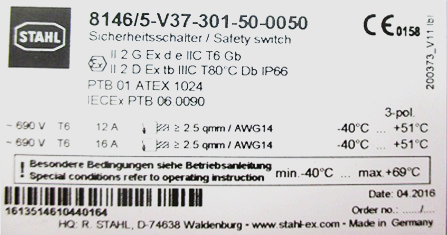 STAHL
8146/5-V37-301-50-0050
Sicherheitsschalter / Safety switch
CE 0158
II 2 G Ex d e IIC T6 Gb
Ex II 2 D Ex tb IIIC T80°C Db IP66
PTB 01 ATEX 1024
IECEx PTB 06 0090
200373_V11 lbl
3-pol.
~ 690 V T6 12 A ≥ 2.5 qmm / AWG14 -40°C ... +51°C
~ 690 V T6 16 A ≥ 2.5 qmm / AWG14 -40°C ... +51°C
! Besondere Bedingungen siehe Betriebsanleitung
Special conditions refer to operating instruction
min.-40°C ... max.+69°C
Date: 04.2016
1613514610440164
Order no.: ...../.....
HQ: R. STAHL, D-74638 Waldenburg - www.stahl-ex.com - Made in Germany